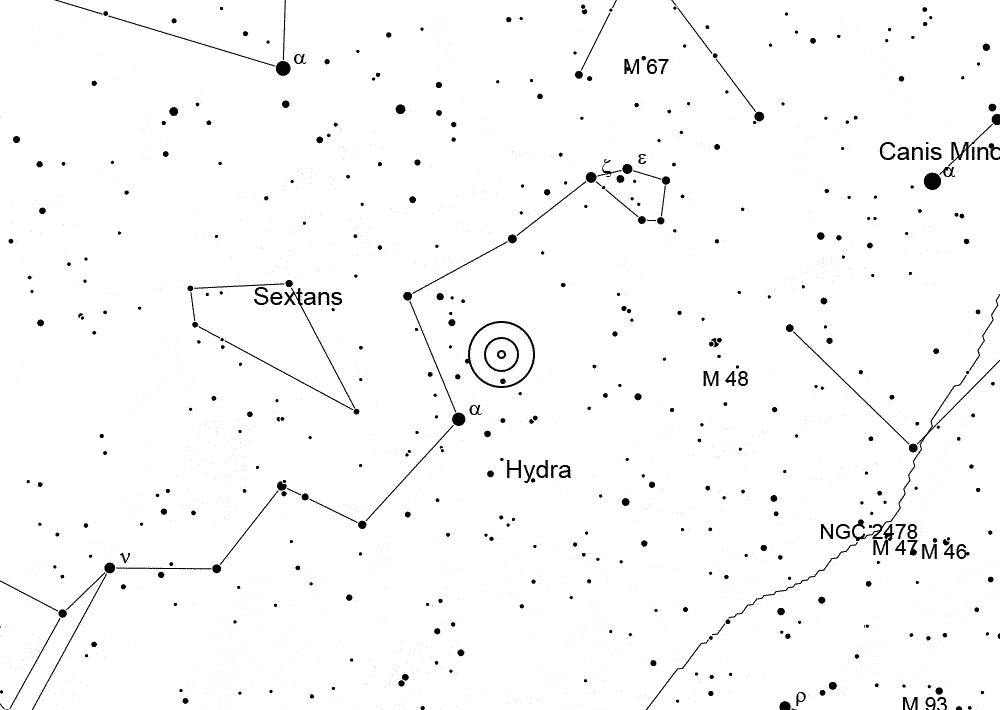 α
M 67
Canis Mino
α
ζ
ε
Sextans
M 48
α
Hydra
NGC 2478
M 47
M 46
ν
ρ
M 93